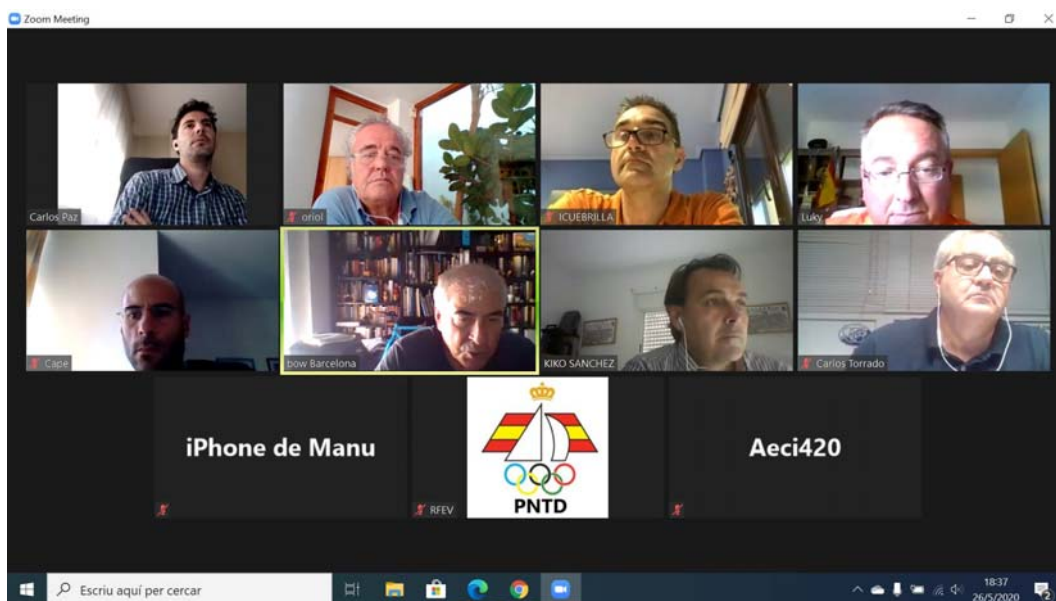 Zoom Meeting
Carlos Paz
oriol
ICUEBRILLA
Luky
Cape
bow Barcelona
KIKO SANCHEZ
Carlos Torrado
iPhone de Manu
RFEV
PNTD
Aeci420
Escriu aquí per cercar
18:37
26/5/2020
2